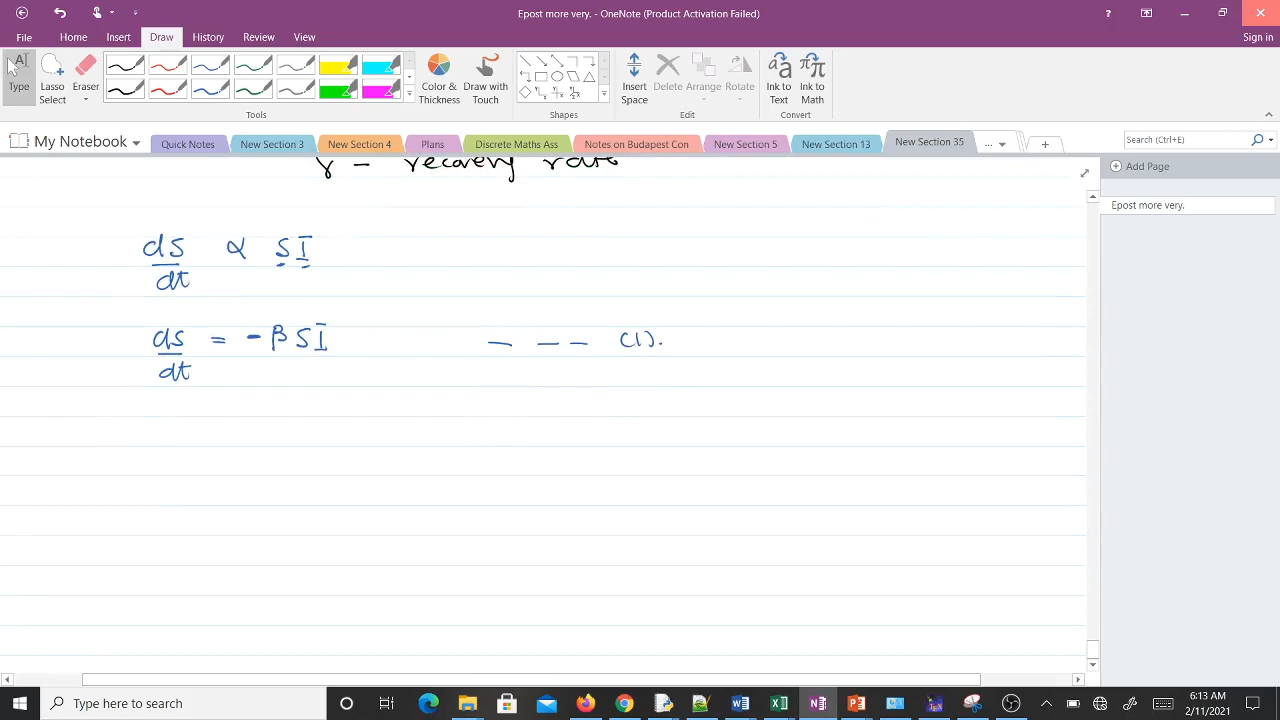 Epost more very. - OneNote (Product Activation Failed)
Sign in
File Home Insert Draw History Review View
Type
Lasso Select
Eraser
Color & Thickness
Draw with Touch
Insert Space
Delete
Arrange
Rotate
Ink to Text
Ink to Math
Tools
Shapes
Edit
Convert
My Notebook
Quick Notes
New Section 3
New Section 4
Plans
Discrete Maths Ass
Notes on Budapest Con
New Section 5
New Section 13
New Section 35
...
Search (Ctrl+E)
Add Page
Epost more very.
γ – recovery rate
dS/dt ∝ SI
dS/dt = -βSI – – – (1).
Type here to search
6:13 AM
2/11/2021